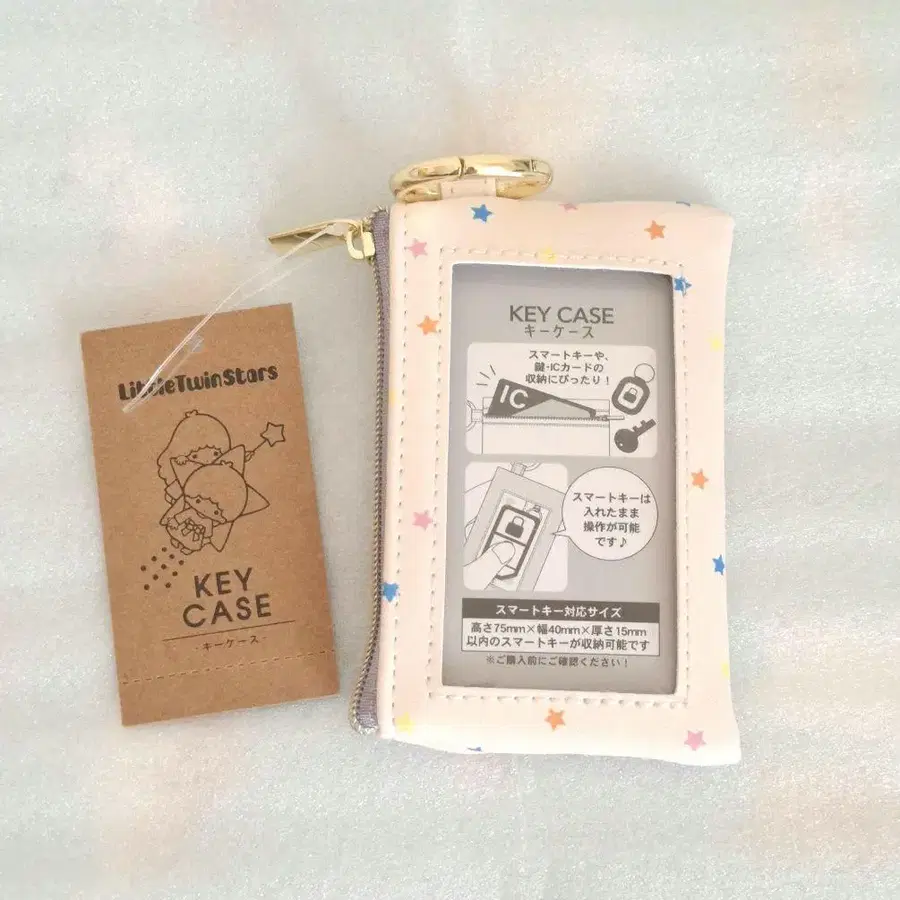 LittleTwinStars
KEY
CASE
キーケース
KEY CASE
キーケース
スマートキーや、
鍵・ICカードの
収納にぴったり！
IC
スマートキーは
入れたまま
操作が可能
です♪
スマートキー対応サイズ
高さ75mm×幅40mm×厚さ15mm
以内のスマートキーが収納可能です
※ご購入前にご確認ください！